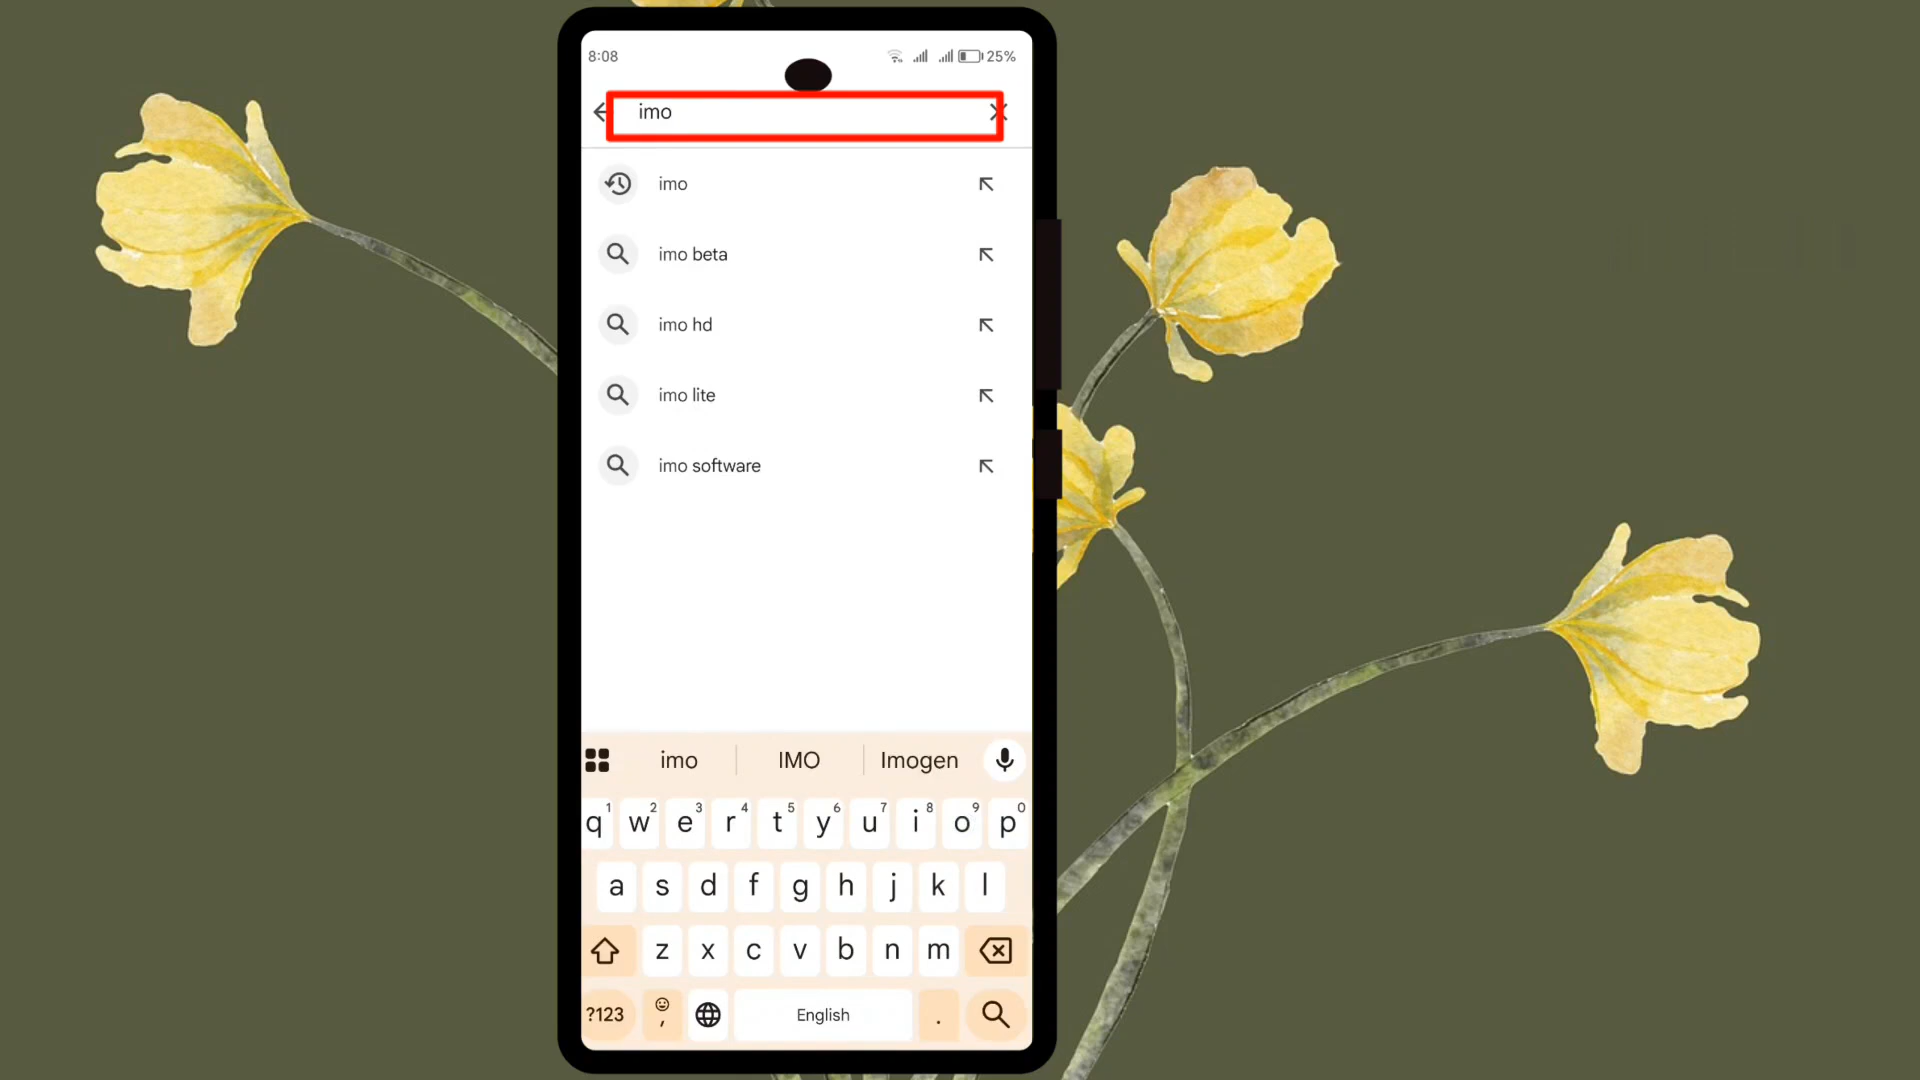 8:08 25%
imo
imo
imo beta
imo hd
imo lite
imo software
imo IMO Imogen
q1 w2 e3 r4 t5 y6 u7 i8 o9 p0
a s d f g h j k l
z x c v b n m
?123 , English .